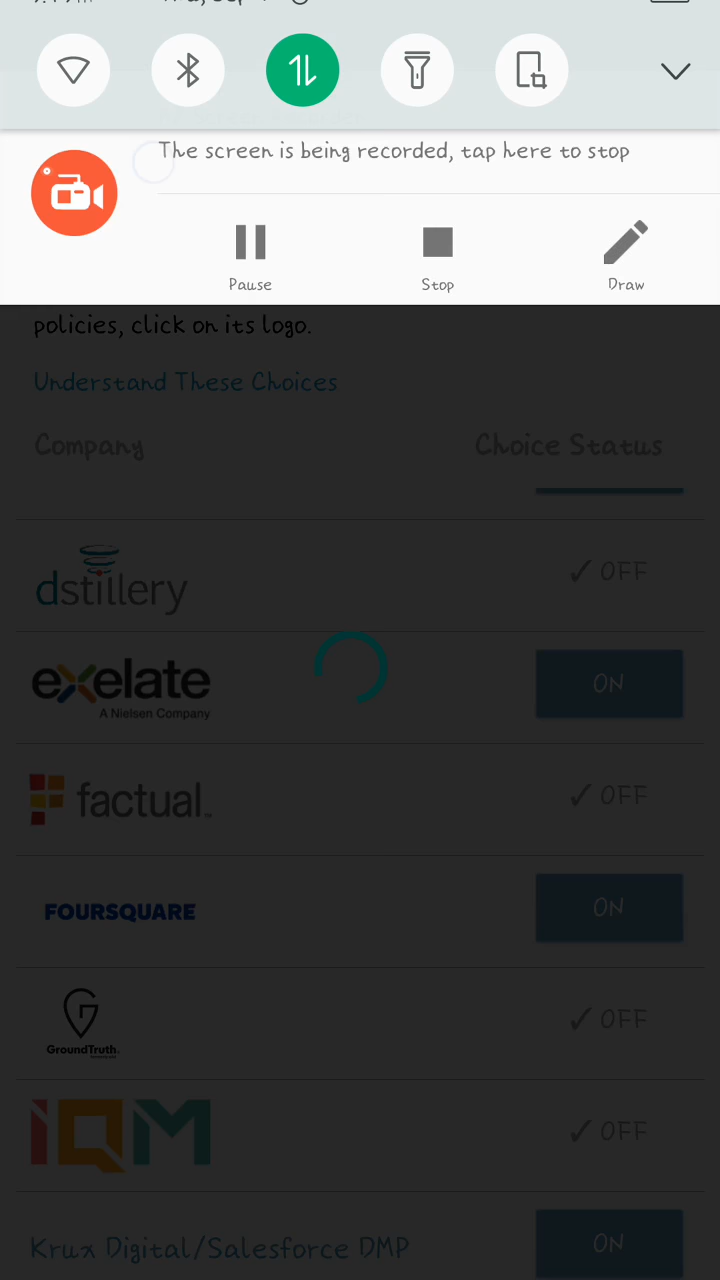 The screen is being recorded, tap here to stop
Pause
Stop
Draw
policies, click on its logo.
Understand These Choices
Company
Choice Status
dstillery
✓ OFF
exelate
A Nielsen Company
ON
factual
✓ OFF
FOURSQUARE
ON
GroundTruth
✓ OFF
iQM
✓ OFF
Krux Digital/Salesforce DMP
ON